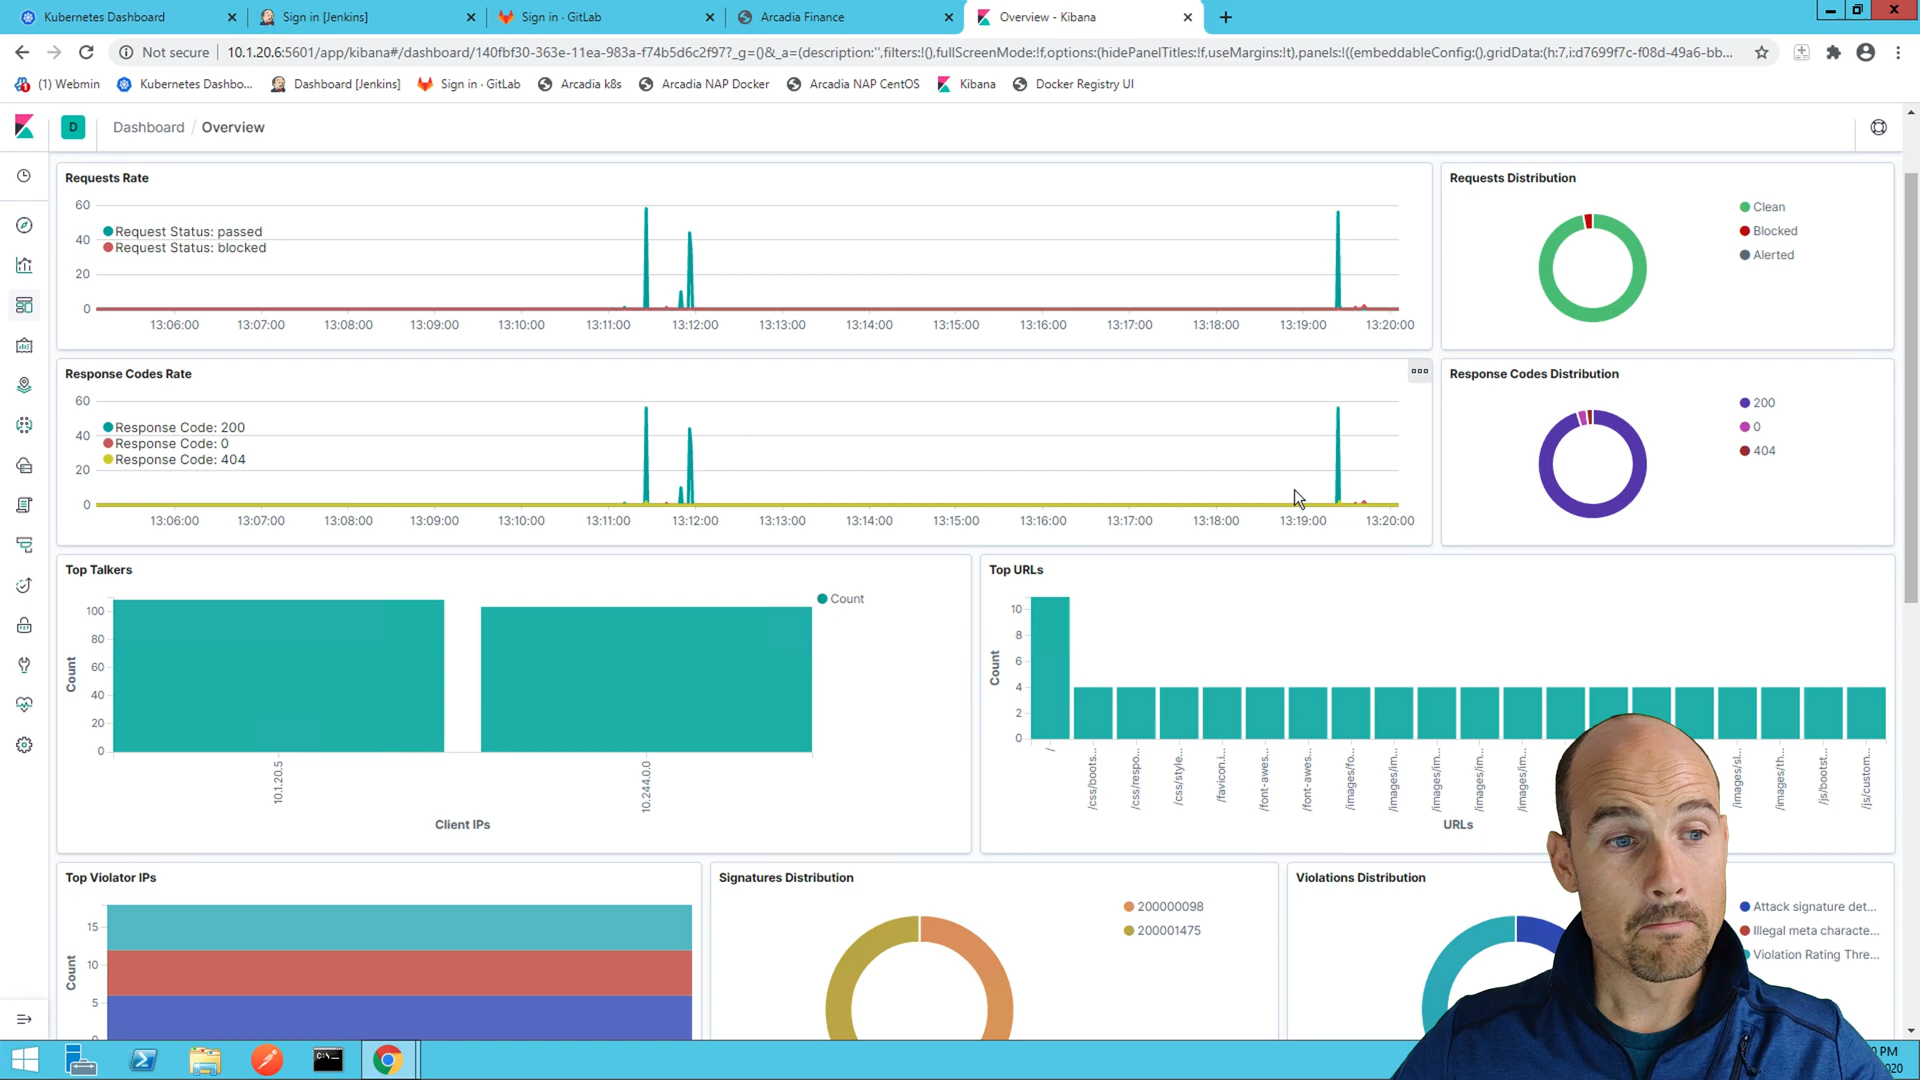 Kubernetes Dashboard
Sign in [Jenkins]
Sign in · GitLab
Arcadia Finance
Overview - Kibana
Not secure
10.1.20.6:5601/app/kibana#/dashboard/140fbf30-363e-11ea-983a-f74b5d6c2f97?_g=()&_a=(description:'',filters:!(),fullScreenMode:!f,options:(hidePanelTitles:!f,useMargins:!t),panels:!((embeddableConfig:(),gridData:(h:7,i:d7699f7c-f08d-49a6-bb...
(1) Webmin
Kubernetes Dashbo...
Dashboard [Jenkins]
Sign in · GitLab
Arcadia k8s
Arcadia NAP Docker
Arcadia NAP CentOS
Kibana
Docker Registry UI
D
Dashboard / Overview
Requests Rate
60
40
20
0
Request Status: passed
Request Status: blocked
13:06:00 13:07:00 13:08:00 13:09:00 13:10:00 13:11:00 13:12:00 13:13:00 13:14:00 13:15:00 13:16:00 13:17:00 13:18:00 13:19:00 13:20:00
Requests Distribution
Clean
Blocked
Alerted
Response Codes Rate
60
40
20
0
Response Code: 200
Response Code: 0
Response Code: 404
13:06:00 13:07:00 13:08:00 13:09:00 13:10:00 13:11:00 13:12:00 13:13:00 13:14:00 13:15:00 13:16:00 13:17:00 13:18:00 13:19:00 13:20:00
Response Codes Distribution
200
0
404
Top Talkers
Count
100
80
60
40
20
0
Count
10.1.20.5
10.24.0.0
Client IPs
Top URLs
10
8
6
4
2
0
Count
/
/css/boots...
/css/respo...
/css/style...
/favicon.i...
/font-awes...
/font-awes...
/images/fo...
/images/im...
/images/im...
/images/im...
/images/im...
/images/sl...
/images/th...
/js/bootst...
/js/custom...
URLs
Top Violator IPs
15
10
5
0
Count
Signatures Distribution
200000098
200001475
Violations Distribution
Attack signature det...
Illegal meta characte...
Violation Rating Thre...
PM